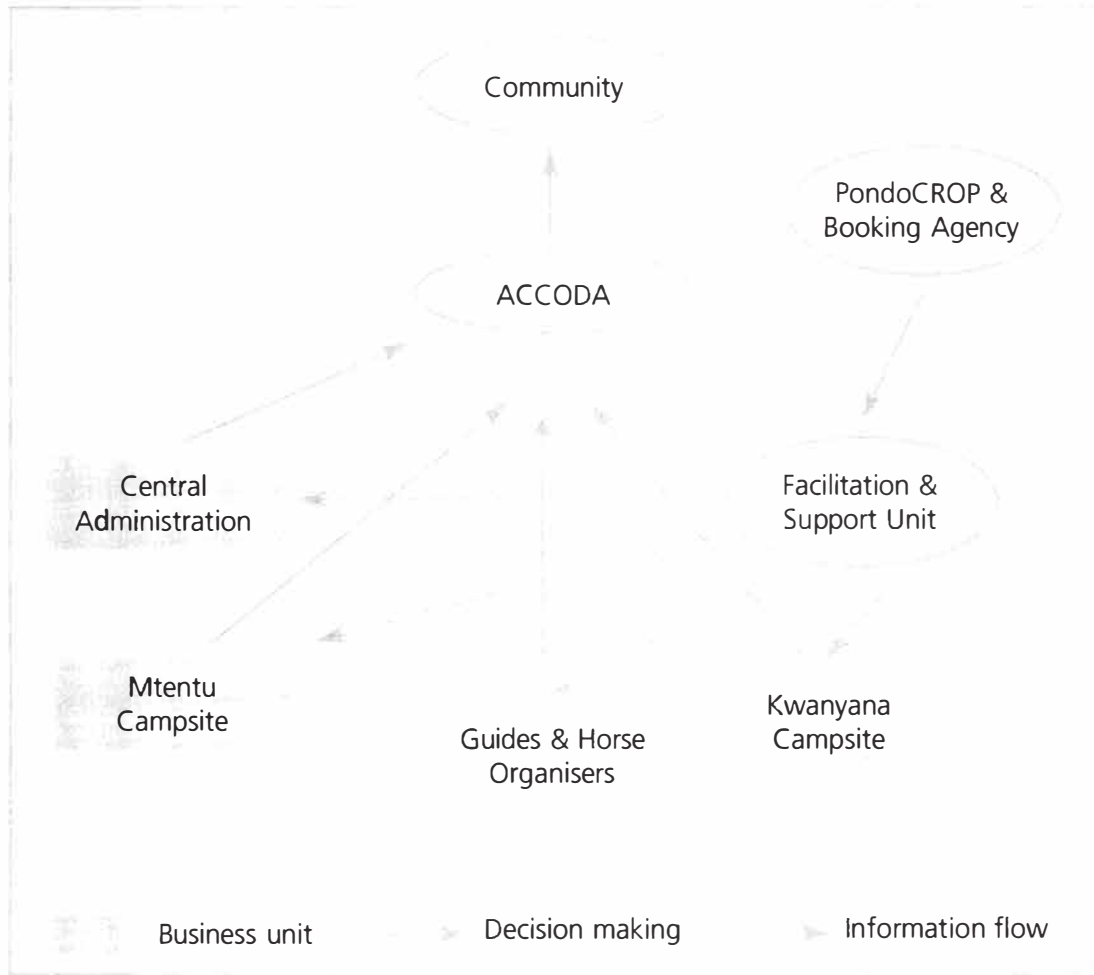 Community
PondoCROP &
Booking Agency
ACCODA
Central
Administration
Facilitation &
Support Unit
Mtentu
Campsite
Guides & Horse
Organisers
Kwanyana
Campsite
Business unit
Decision making
Information flow